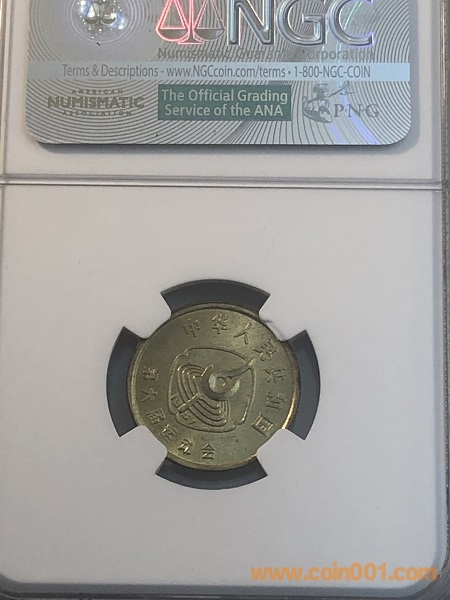 NGC
Numismatic Guaranty Corporation
Terms & Descriptions - www.NGCcoin.com/terms • 1-800-NGC-COIN
AMERICAN
NUMISMATIC
ASSOCIATION
The Official Grading
Service of the ANA
PNG
中华人民共和国
第六届运动会
www.coin001.com